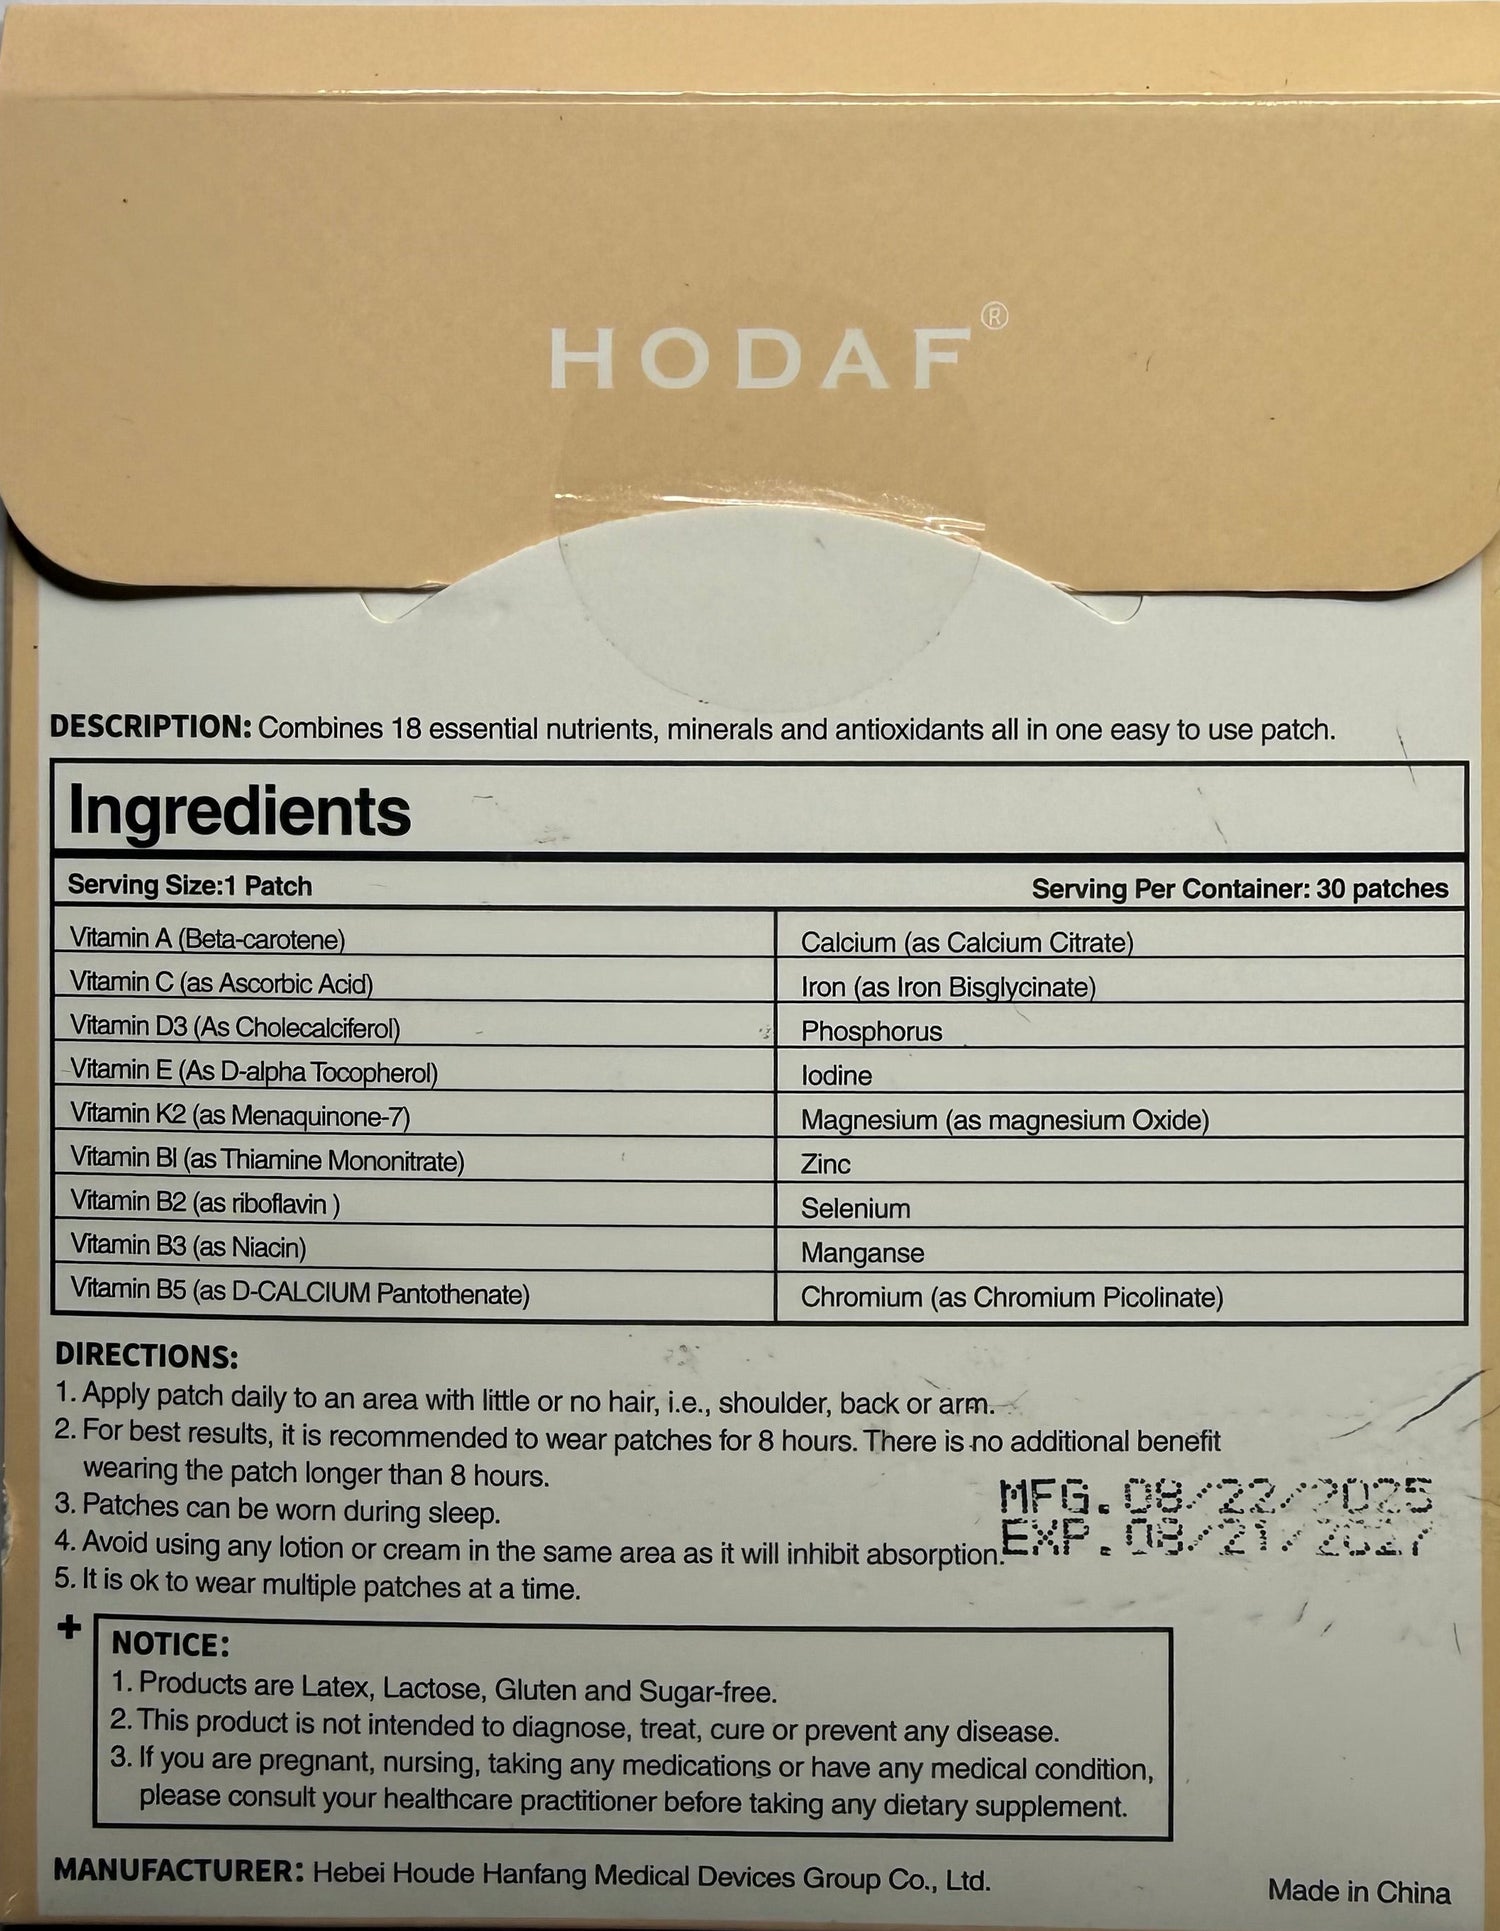 HODAF®
DESCRIPTION: Combines 18 essential nutrients, minerals and antioxidants all in one easy to use patch.
Ingredients
Serving Size:1 Patch Serving Per Container: 30 patches
Vitamin A (Beta-carotene) Calcium (as Calcium Citrate)
Vitamin C (as Ascorbic Acid) Iron (as Iron Bisglycinate)
Vitamin D3 (As Cholecalciferol) Phosphorus
Vitamin E (As D-alpha Tocopherol) Iodine
Vitamin K2 (as Menaquinone-7) Magnesium (as magnesium Oxide)
Vitamin Bl (as Thiamine Mononitrate) Zinc
Vitamin B2 (as riboflavin ) Selenium
Vitamin B3 (as Niacin) Manganse
Vitamin B5 (as D-CALCIUM Pantothenate) Chromium (as Chromium Picolinate)
DIRECTIONS:
1. Apply patch daily to an area with little or no hair, i.e., shoulder, back or arm.
2. For best results, it is recommended to wear patches for 8 hours. There is no additional benefit
wearing the patch longer than 8 hours.
3. Patches can be worn during sleep.
4. Avoid using any lotion or cream in the same area as it will inhibit absorption.
5. It is ok to wear multiple patches at a time.
MFG.08/22/2025
EXP.08/21/2027
+
NOTICE:
1. Products are Latex, Lactose, Gluten and Sugar-free.
2. This product is not intended to diagnose, treat, cure or prevent any disease.
3. If you are pregnant, nursing, taking any medications or have any medical condition,
please consult your healthcare practitioner before taking any dietary supplement.
MANUFACTURER: Hebei Houde Hanfang Medical Devices Group Co., Ltd.
Made in China